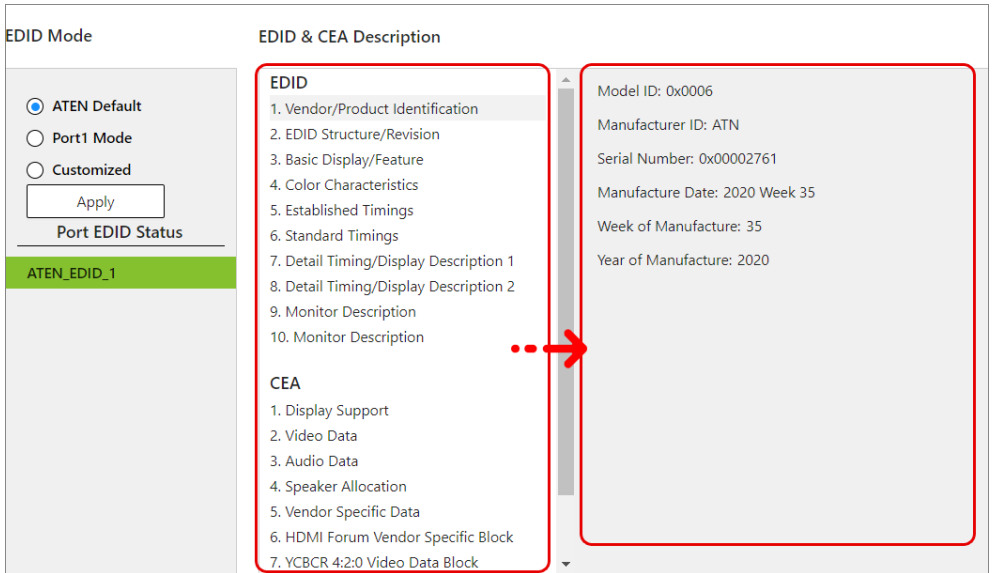 EDID Mode
EDID & CEA Description
ATEN Default
Port1 Mode
Customized
Apply
Port EDID Status
ATEN_EDID_1
EDID
1. Vendor/Product Identification
2. EDID Structure/Revision
3. Basic Display/Feature
4. Color Characteristics
5. Established Timings
6. Standard Timings
7. Detail Timing/Display Description 1
8. Detail Timing/Display Description 2
9. Monitor Description
10. Monitor Description
CEA
1. Display Support
2. Video Data
3. Audio Data
4. Speaker Allocation
5. Vendor Specific Data
6. HDMI Forum Vendor Specific Block
7. YCBCR 4:2:0 Video Data Block
Model ID: 0x0006
Manufacturer ID: ATN
Serial Number: 0x00002761
Manufacture Date: 2020 Week 35
Week of Manufacture: 35
Year of Manufacture: 2020